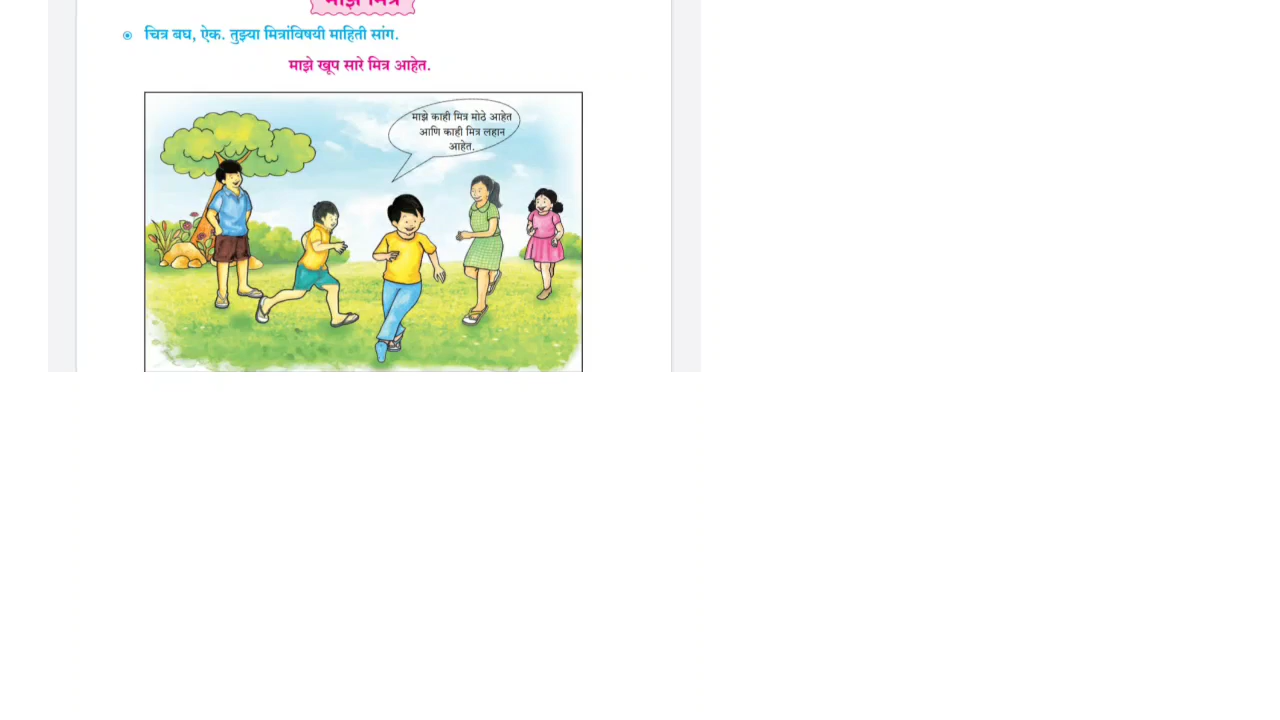 माझे मित्र
चित्र बघ, ऐक. तुझ्या मित्रांविषयी माहिती सांग.
माझे खूप सारे मित्र आहेत.
माझे काही मित्र मोठे आहेत
आणि काही मित्र लहान
आहेत.